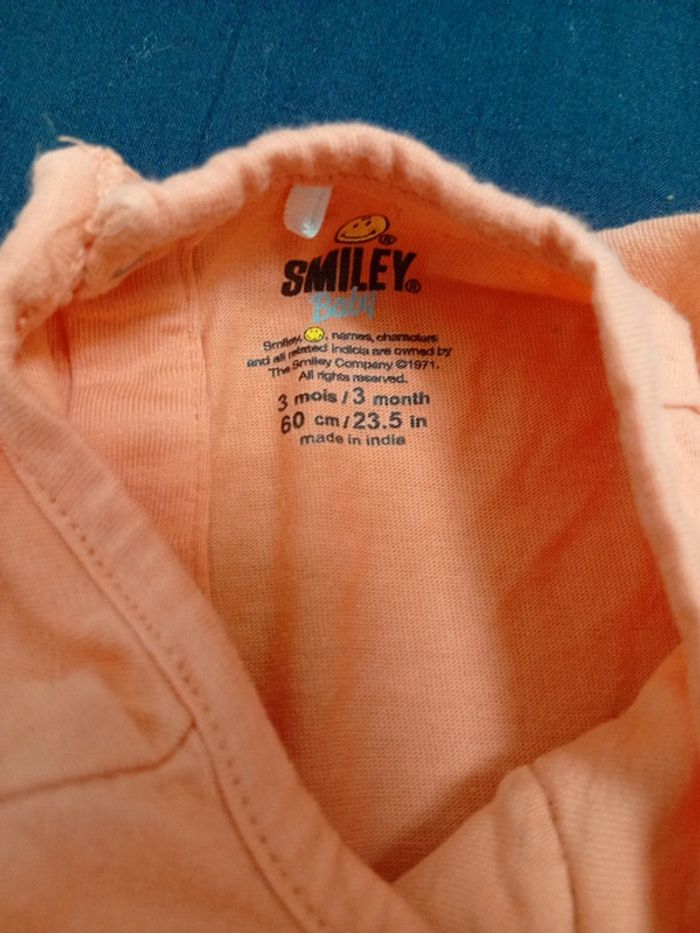 SMILEY®
Baby
Smiley, names, characters
and all related indicia are owned by
The Smiley Company ©1971.
All rights reserved.
3 mois / 3 month
60 cm / 23.5 in
made in india